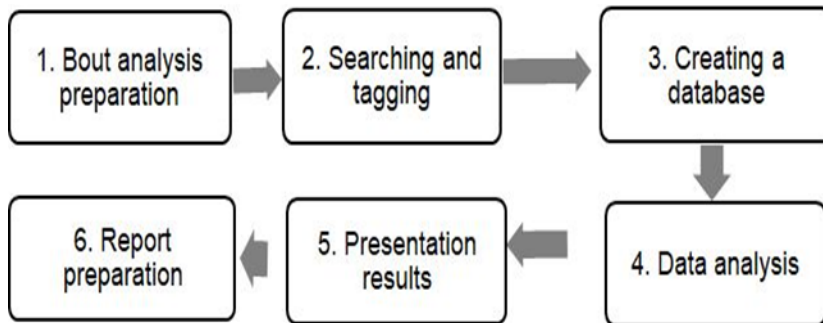 1. Bout analysis
preparation
2. Searching and
tagging
3. Creating a
database
4. Data analysis
5. Presentation
results
6. Report
preparation